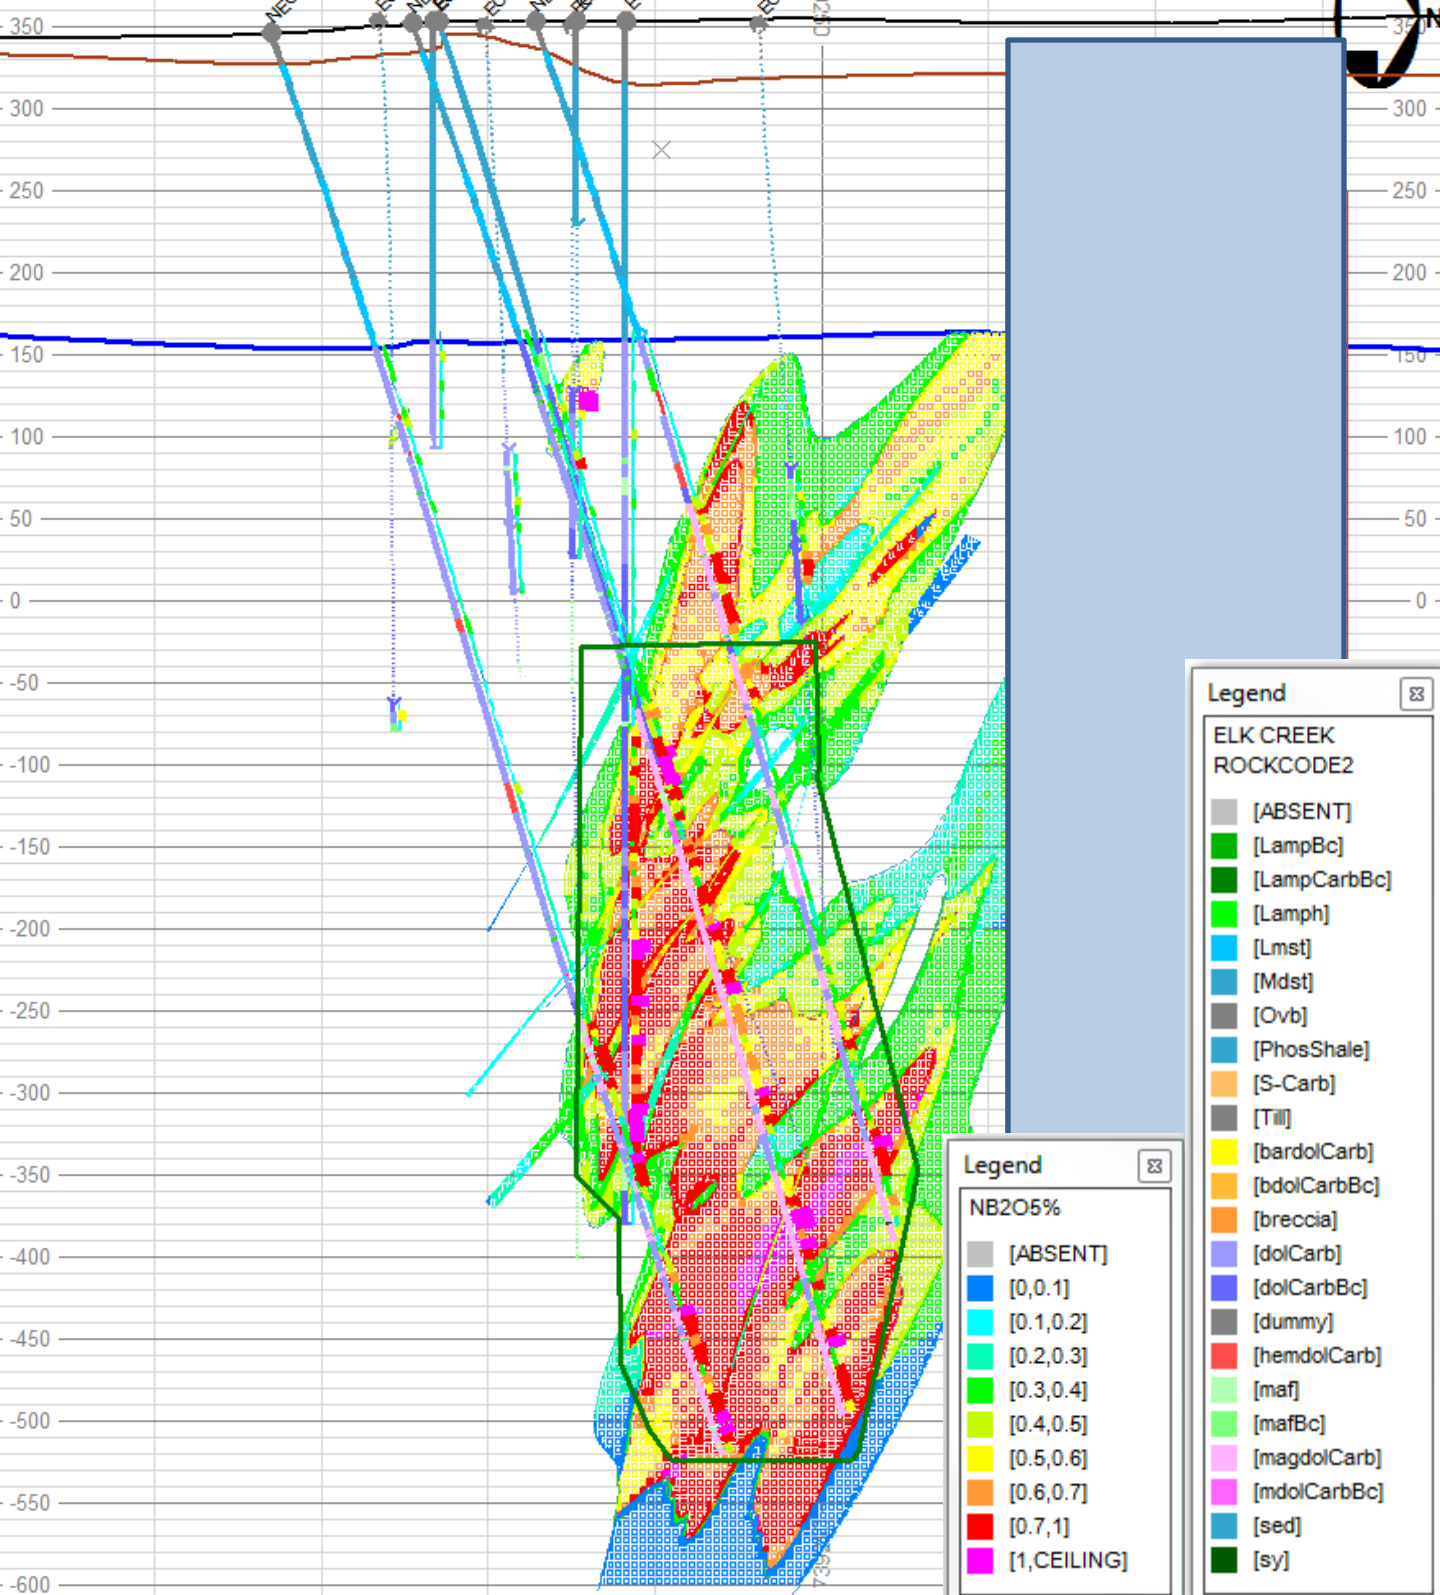 350
300
250
200
150
100
50
0
-50
-100
-150
-200
-250
-300
-350
-400
-450
-500
-550
-600
350
300
250
200
150
100
50
0
Legend
ELK CREEK
ROCKCODE2
[ABSENT]
[LampBc]
[LampCarbBc]
[Lamph]
[Lmst]
[Mdst]
[Ovb]
[PhosShale]
[S-Carb]
[Till]
[bardolCarb]
[bdolCarbBc]
[breccia]
[dolCarb]
[dolCarbBc]
[dummy]
[hemdolCarb]
[maf]
[mafBc]
[magdolCarb]
[mdolCarbBc]
[sed]
[sy]
Legend
NB2O5%
[ABSENT]
[0,0.1]
[0.1,0.2]
[0.2,0.3]
[0.3,0.4]
[0.4,0.5]
[0.5,0.6]
[0.6,0.7]
[0.7,1]
[1,CEILING]